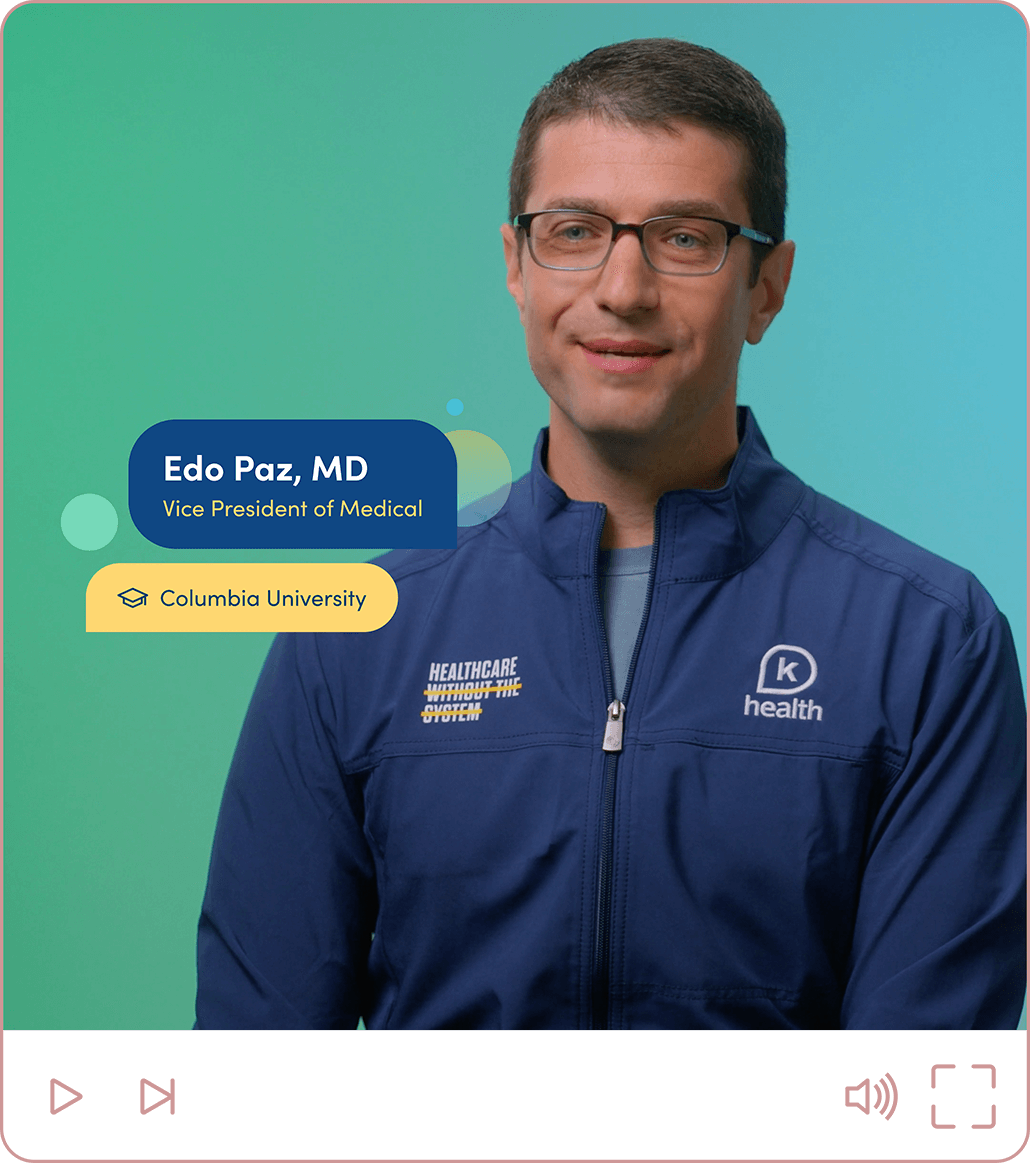 Edo Paz, MD
Vice President of Medical
Columbia University
HEALTHCARE
WITHOUT THE
SYSTEM
k
health